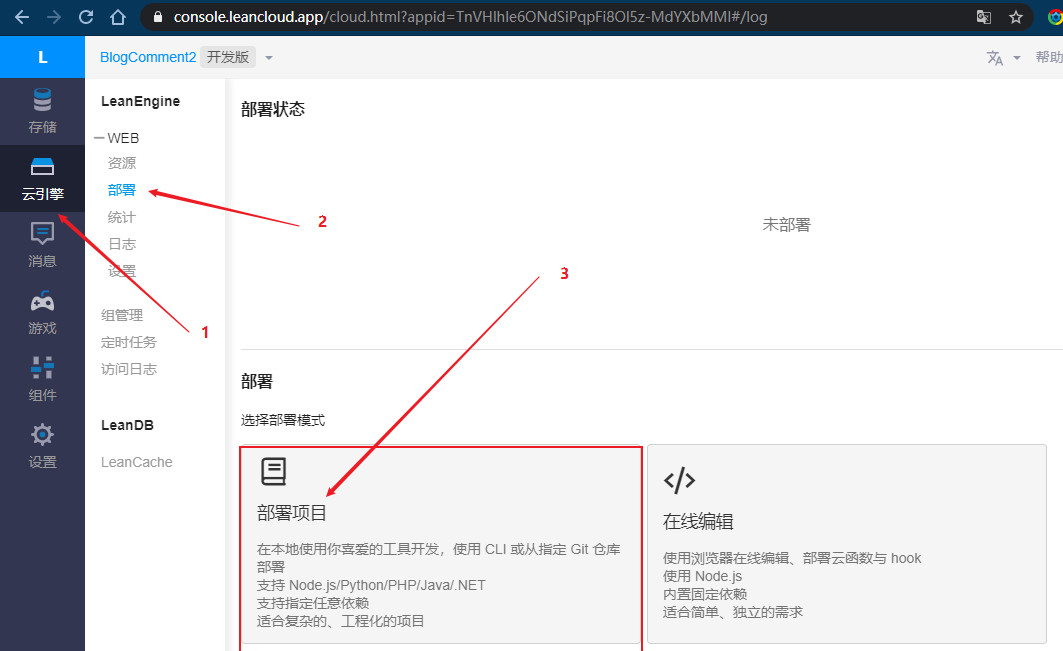 console.leancloud.app/cloud.html?appid=TnVHlhIe6ONdSiPqpFi8OI5z-MdYXbMMI#/log
L
BlogComment2 开发版
帮助
存储
云引擎
消息
游戏
组件
设置
LeanEngine
WEB
资源
部署
统计
日志
设置
组管理
定时任务
访问日志
LeanDB
LeanCache
1
2
3
部署状态
未部署
部署
选择部署模式
部署项目
在本地使用你喜爱的工具开发，使用 CLI 或从指定 Git 仓库
部署
支持 Node.js/Python/PHP/Java/.NET
支持指定任意依赖
适合复杂的、工程化的项目
在线编辑
使用浏览器在线编辑、部署云函数与 hook
使用 Node.js
内置固定依赖
适合简单、独立的需求